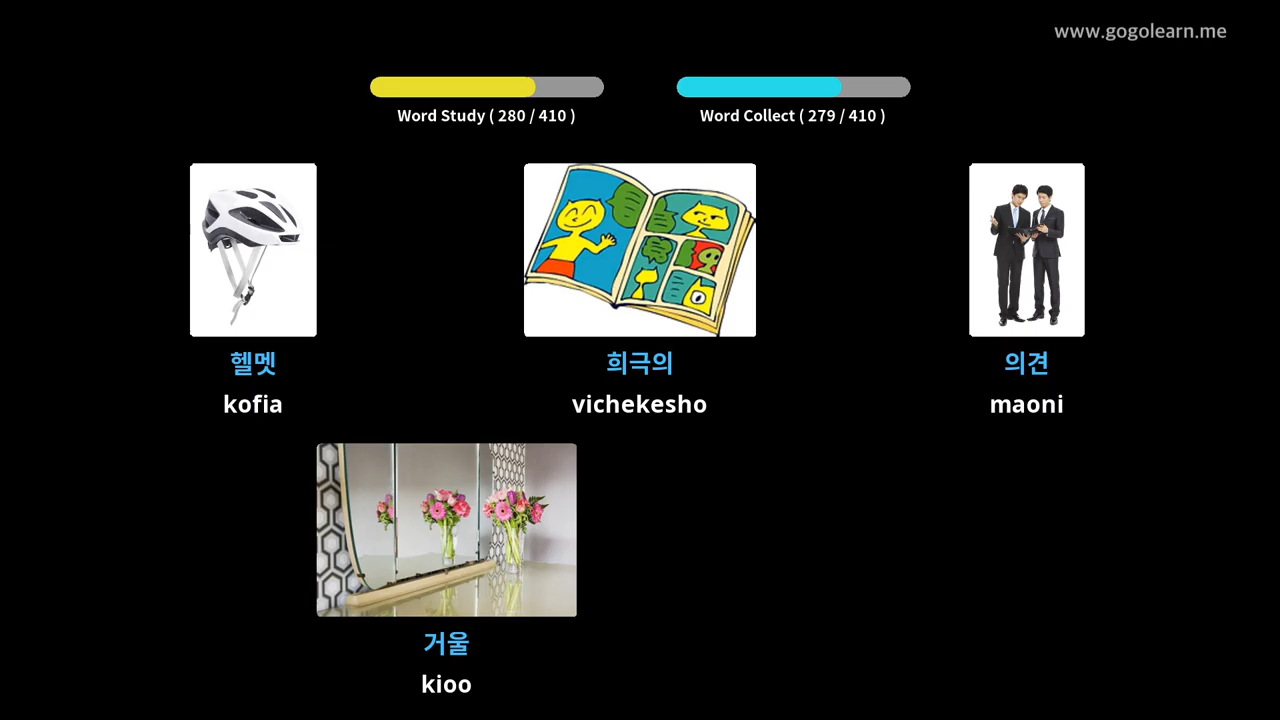 www.gogolearn.me
Word Study ( 280 / 410 )
Word Collect ( 279 / 410 )
헬멧
희극의
의견
kofia
vichekesho
maoni
거울
kioo